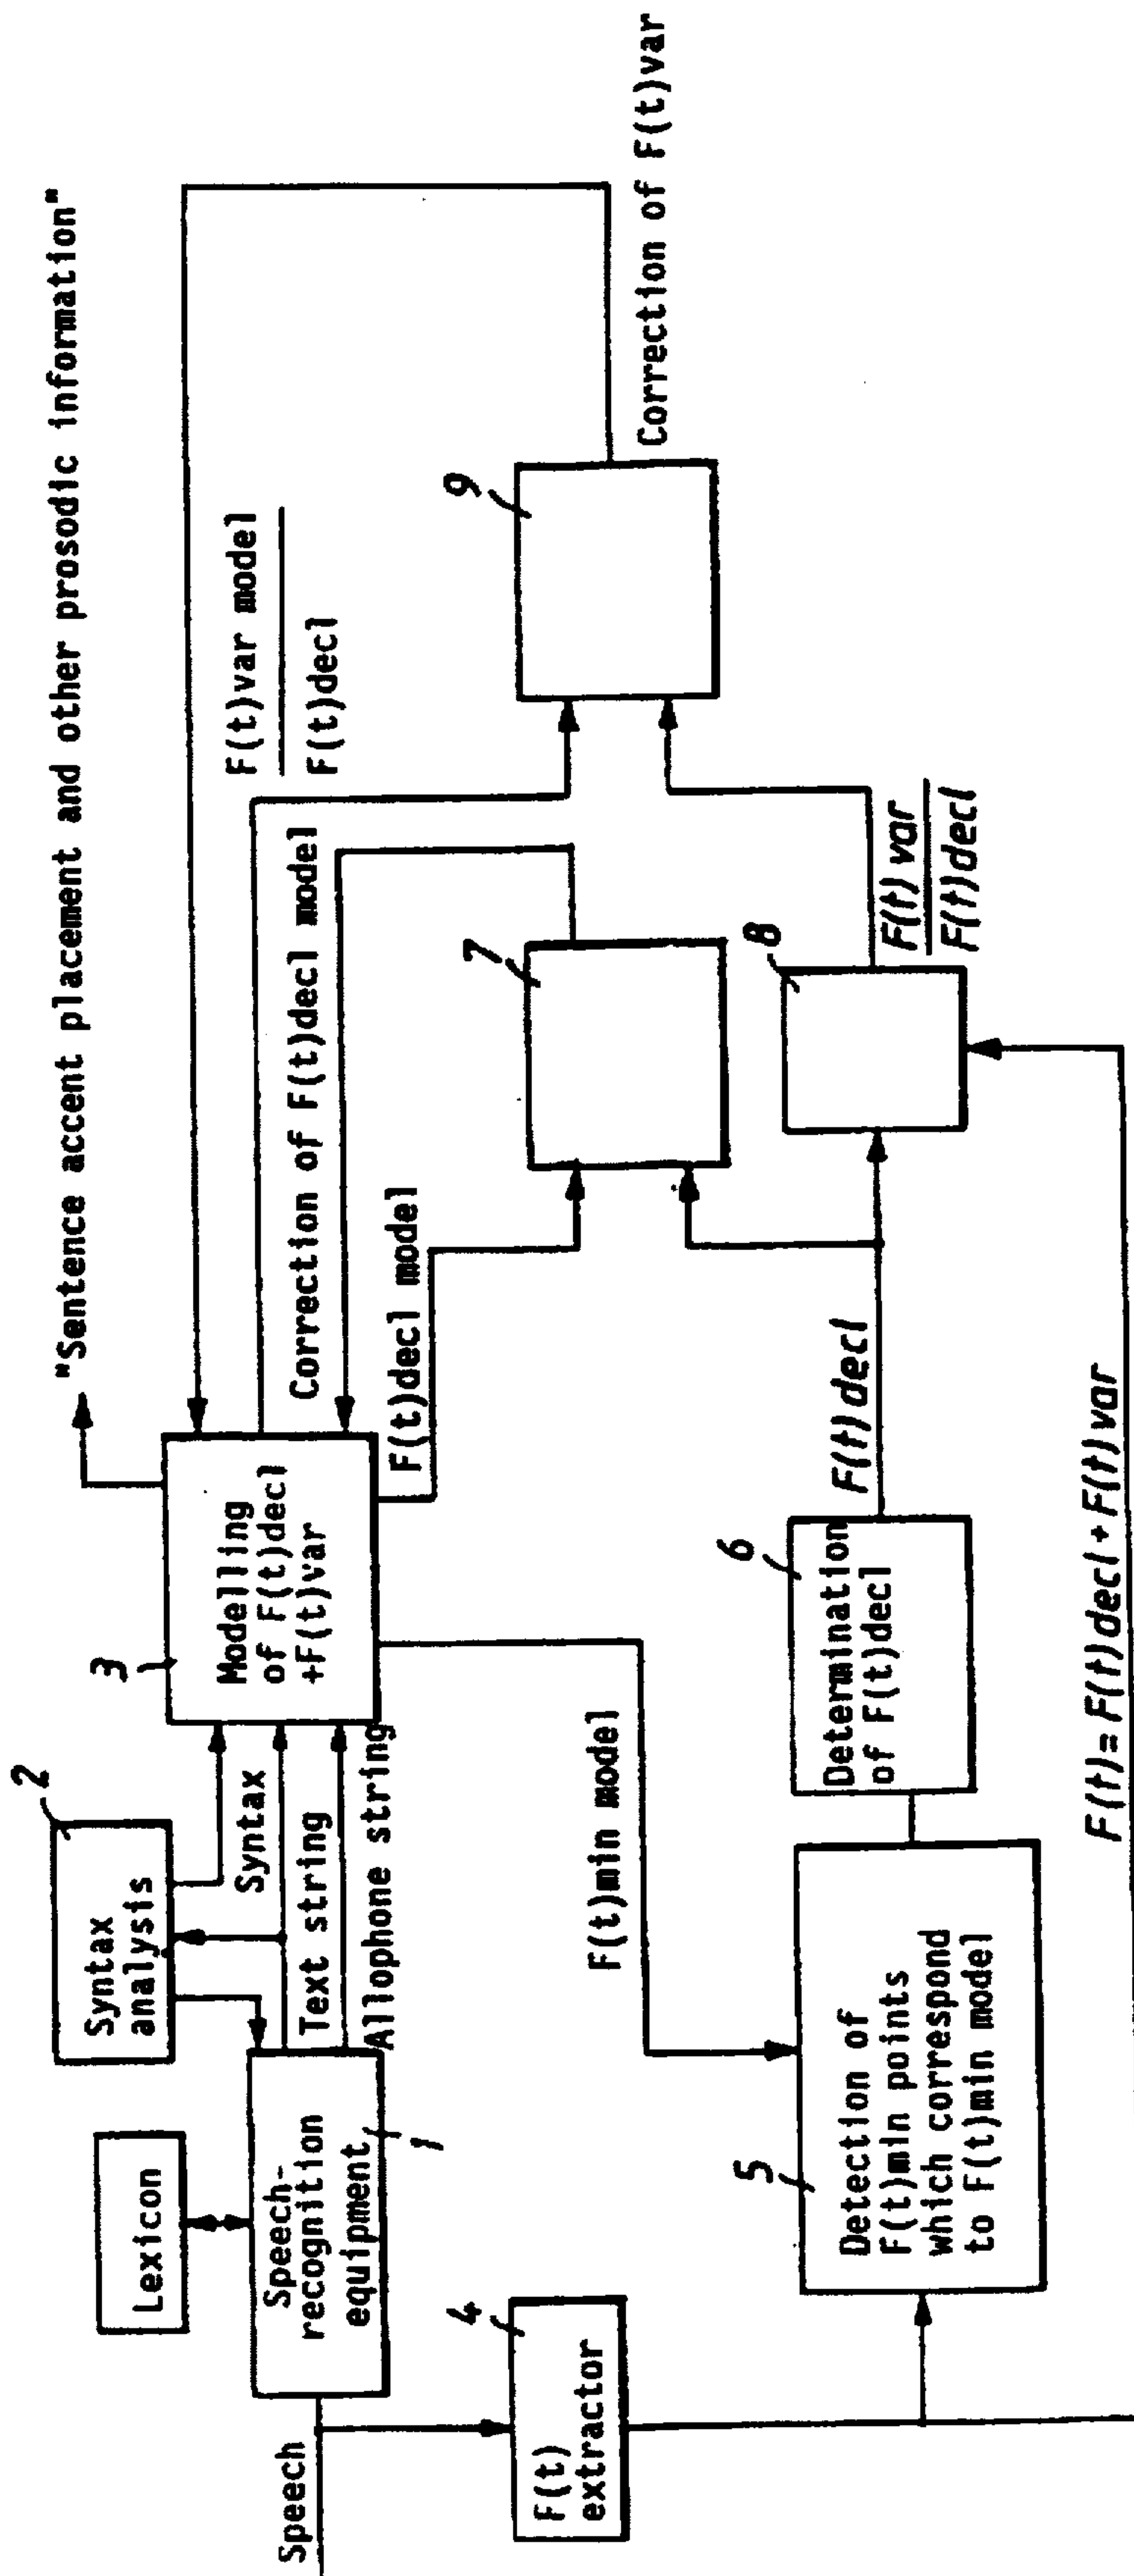 "Sentence accent placement and other prosodic information"
2
Syntax
analysis
Lexicon
Speech-
recognition
equipment
1
Speech
Syntax
Text string
Allophone string
3
Modelling
of F(t)decl
+F(t)var
F(t)var model
F(t)decl
Correction of F(t)decl model
F(t)decl model
Correction of F(t)var
9
7
8
F(t)var
F(t)decl
F(t)min model
4
F(t)
extractor
5
Detection of
F(t)min points
which correspond
to F(t)min model
6
Determination
of F(t)decl
F(t)decl
F(t)=F(t)decl+F(t)var